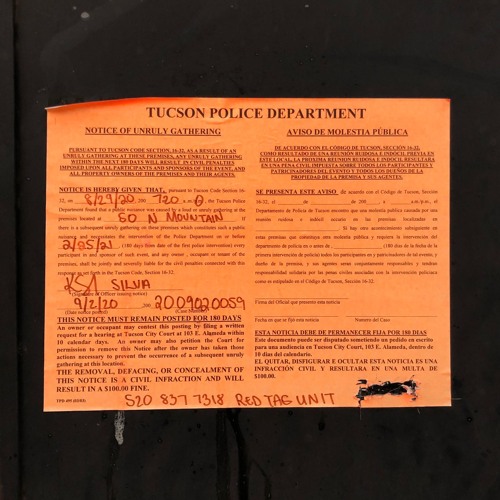 TUCSON POLICE DEPARTMENT
NOTICE OF UNRULY GATHERING
PURSUANT TO TUCSON CODE SECTION, 16-32, AS A RESULT OF AN
UNRULY GATHERING AT THESE PREMISES, ANY UNRULY GATHERING
WITHIN THE NEXT 180 DAYS WILL RESULT IN CIVIL PENALTIES
IMPOSED UPON ALL PARTICIPANTS AND SPONSORS OF THE EVENT, AND
ALL PROPERTY OWNERS OF THE PREMISES AND THEIR AGENTS.
NOTICE IS HEREBY GIVEN THAT, pursuant to Tucson Code Section 16-
32, on 8/29/20, 200 , the Tucson Police
Department found that a public nuisance was caused by a loud or unruly gathering at the
premises located at 50 N MOUNTAIN . If
there is a subsequent unruly gathering on these premises which constitutes such a public
nuisance and necessitates the intervention of the Police Department on or before
2/25/21, (180 days from date of the first police intervention) every
participant in and sponsor of such event, and any owner, occupant or tenant of the
premises, shall be jointly and severally liable for the civil penalties connected with this
response as set forth in the Tucson Code, Section 16-32.
SILVA
(Signature of Officer issuing notice)
9/2/20 , 200 2009020059
(Date notice posted) (Case Number)
THIS NOTICE MUST REMAIN POSTED FOR 180 DAYS
An owner or occupant may contest this posting by filing a written
request for a hearing at Tucson City Court, 103 E. Alameda within
10 calendar days. An owner may also petition the Court for
permission to remove this Notice after the owner has taken those
actions necessary to prevent the occurrence of a subsequent unruly
gathering at this location.
THE REMOVAL, DEFACING, OR CONCEALMENT OF
THIS NOTICE IS A CIVIL INFRACTION AND WILL
RESULT IN A $100.00 FINE.
AVISO DE MOLESTIA PÚBLICA
DE ACUERDO CON EL CÓDIGO DE TUCSON, SECCIÓN 16-32,
COMO RESULTADO DE UNA REUNIÓN RUIDOSA E INDÓCIL PREVIA EN
ESTE LOCAL, LA PRÓXIMA REUNIÓN RUIDOSA E INDÓCIL RESULTARÁ
EN UNA PENA CIVIL IMPUESTA SOBRE TODOS LOS PARTICIPANTES Y
PATRICINADORES DEL EVENTO Y TODOS LOS DUEÑOS DE LA
PROPIEDAD DE LA PREMISA Y SUS AGENTES.
SE PRESENTA ESTE AVISO de acuerdo con el Código de Tucson, Sección
16-32, el de de 200 , a a.m./p.m., el
Departamento de Policía de Tucson encontró que una molestia pública causada por una
reunión ruidosa o indócil ocurrió en las premisas localizadas en
. Si hay otro acontecimiento subsiguiente en
estas premisas que constituya una molestia pública y requiera la intervención del
departamento de policía en o antes de , (180 días de la fecha de la
primera intervención de policía) todos los participantes en y patrocinadores de tal evento, y
dueño de la premisa, y sus agentes serán conjuntamente responsables y tendrán
responsabilidad solidaria por las penas civiles asociadas con la intervención policíaca
como es estipulado en el Código de Tucson, Sección 16-32.
Firma del Oficial que presentó esta notificia
Fecha en que se fijó esta noticia Número del Caso
ESTA NOTICIA DEBE DE PERMANECER FIJA POR 180 DIAS
Este documento puede ser disputado sometiendo un pedido en escrito
para una audiencia en Tucson City Court, 103 E. Alameda, dentro de
10 días del calendario.
EL QUITAR, DISFIGURAR E OCULTAR ESTA NOTICIA ES UNA
INFRACCIÓN CIVIL Y RESULTARA EN UNA MULTA DE
$100.00.
520 837 7318 RED TAG UNIT